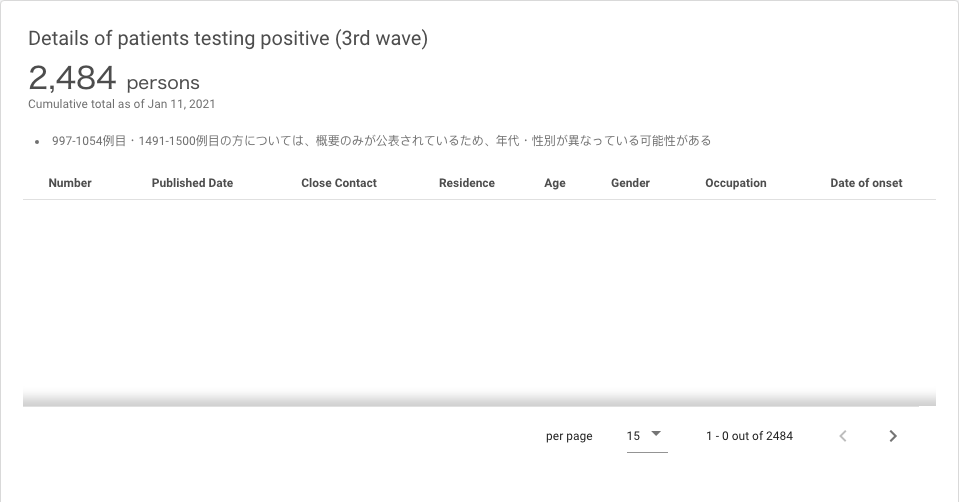 Details of patients testing positive (3rd wave)
2,484 persons
Cumulative total as of Jan 11, 2021
• 997-1054例目・1491-1500例目の方については、概要のみが公表されているため、年代・性別が異なっている可能性がある
Number Published Date Close Contact Residence Age Gender Occupation Date of onset
per page 15 1 - 0 out of 2484